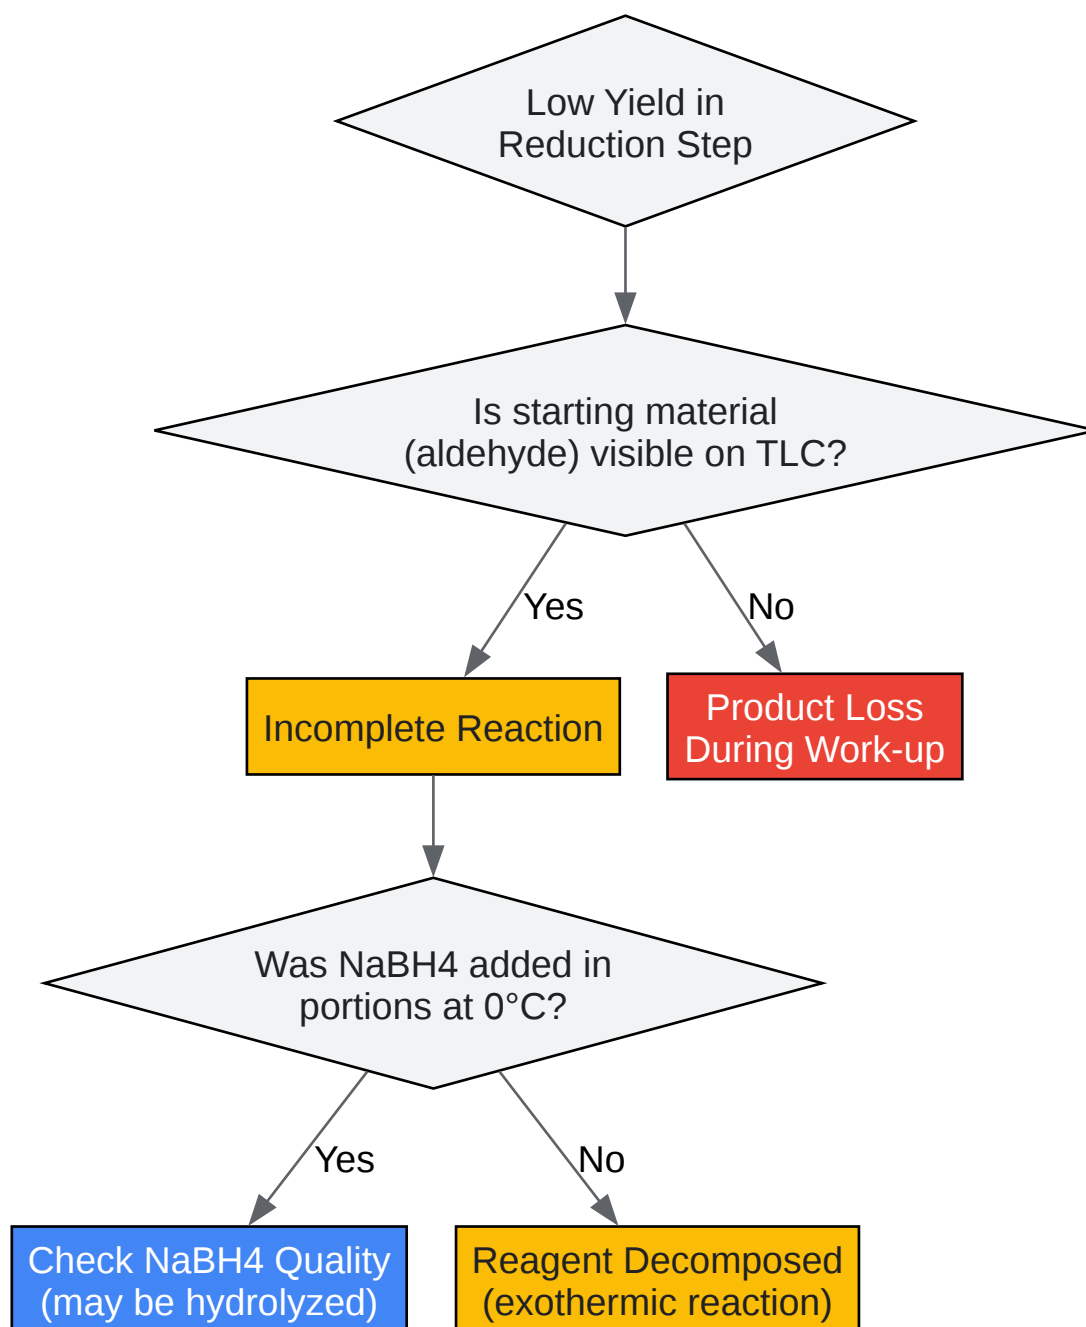 Low Yield in
Reduction Step
Is starting material
(aldehyde) visible on TLC?
Yes
No
Incomplete Reaction
Product Loss
During Work-up
Was NaBH4 added in
portions at 0°C?
Yes
No
Check NaBH4 Quality
(may be hydrolyzed)
Reagent Decomposed
(exothermic reaction)